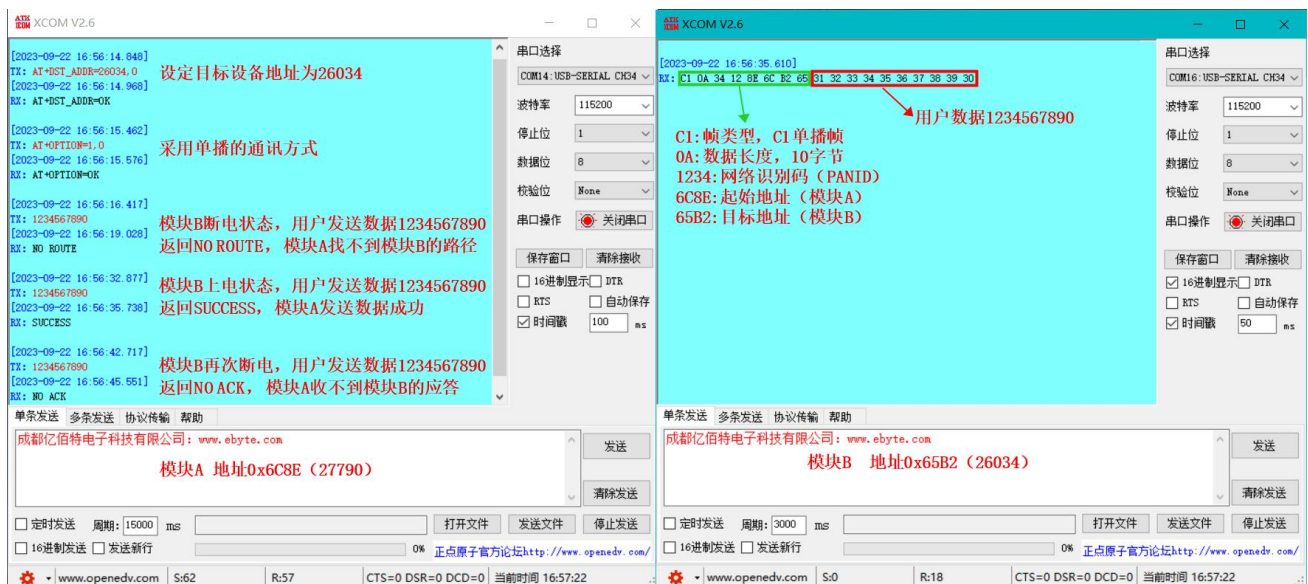 XCOM V2.6
[2023-09-22 16:56:14.848]
TX: AT+DST_ADDR=26034,0
[2023-09-22 16:56:14.968]
RX: AT+DST_ADDR=OK
设定目标设备地址为26034
[2023-09-22 16:56:15.462]
TX: AT+OPTION=1,0
[2023-09-22 16:56:15.576]
RX: AT+OPTION=OK
采用单播的通讯方式
[2023-09-22 16:56:16.417]
TX: 1234567890
[2023-09-22 16:56:19.028]
RX: NO ROUTE
模块B断电状态，用户发送数据1234567890
返回NO ROUTE，模块A找不到模块B的路径
[2023-09-22 16:56:32.877]
TX: 1234567890
[2023-09-22 16:56:35.738]
RX: SUCCESS
模块B上电状态，用户发送数据1234567890
返回SUCCESS，模块A发送数据成功
[2023-09-22 16:56:42.717]
TX: 1234567890
[2023-09-22 16:56:45.551]
RX: NO ACK
模块B再次断电，用户发送数据1234567890
返回NO ACK，模块A收不到模块B的应答
串口选择
COM14:USB-SERIAL CH34
波特率 115200
停止位 1
数据位 8
校验位 None
串口操作 关闭串口
保存窗口 清除接收
16进制显示 DTR
RTS 自动保存
时间戳 100 ms
单条发送 多条发送 协议传输 帮助
成都亿佰特电子科技有限公司：www.ebyte.com
模块A 地址0x6C8E（27790）
发送
清除发送
定时发送 周期: 15000 ms 打开文件 发送文件 停止发送
16进制发送 发送新行 0% 正点原子官方论坛http://www.openedv.com/
www.openedv.com S:62 R:57 CTS=0 DSR=0 DCD=0 当前时间 16:57:22
XCOM V2.6
[2023-09-22 16:56:35.610]
RX: C1 0A 34 12 8E 6C B2 65 31 32 33 34 35 36 37 38 39 30
用户数据1234567890
C1:帧类型，C1单播帧
0A:数据长度，10字节
1234:网络识别码（PANID）
6C8E:起始地址（模块A）
65B2:目标地址（模块B）
串口选择
COM16:USB-SERIAL CH34
波特率 115200
停止位 1
数据位 8
校验位 None
串口操作 关闭串口
保存窗口 清除接收
16进制显示 DTR
RTS 自动保存
时间戳 50 ms
单条发送 多条发送 协议传输 帮助
成都亿佰特电子科技有限公司：www.ebyte.com
模块B 地址0x65B2（26034）
发送
清除发送
定时发送 周期: 3000 ms 打开文件 发送文件 停止发送
16进制发送 发送新行 0% 正点原子官方论坛http://www.openedv.com/
www.openedv.com S:0 R:18 CTS=0 DSR=0 DCD=0 当前时间 16:57:22